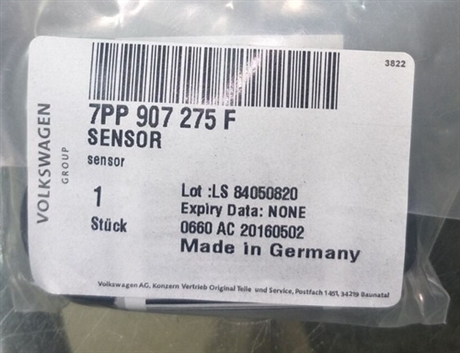 3822
7PP 907 275 F
SENSOR
sensor
VOLKSWAGEN
GROUP
1
Stück
Lot :LS 84050820
Expiry Data: NONE
0660 AC 20160502
Made in Germany
Volkswagen AG, Konzern Vertrieb Original Teile und Service, Postfach 1451, 34219 Baunatal